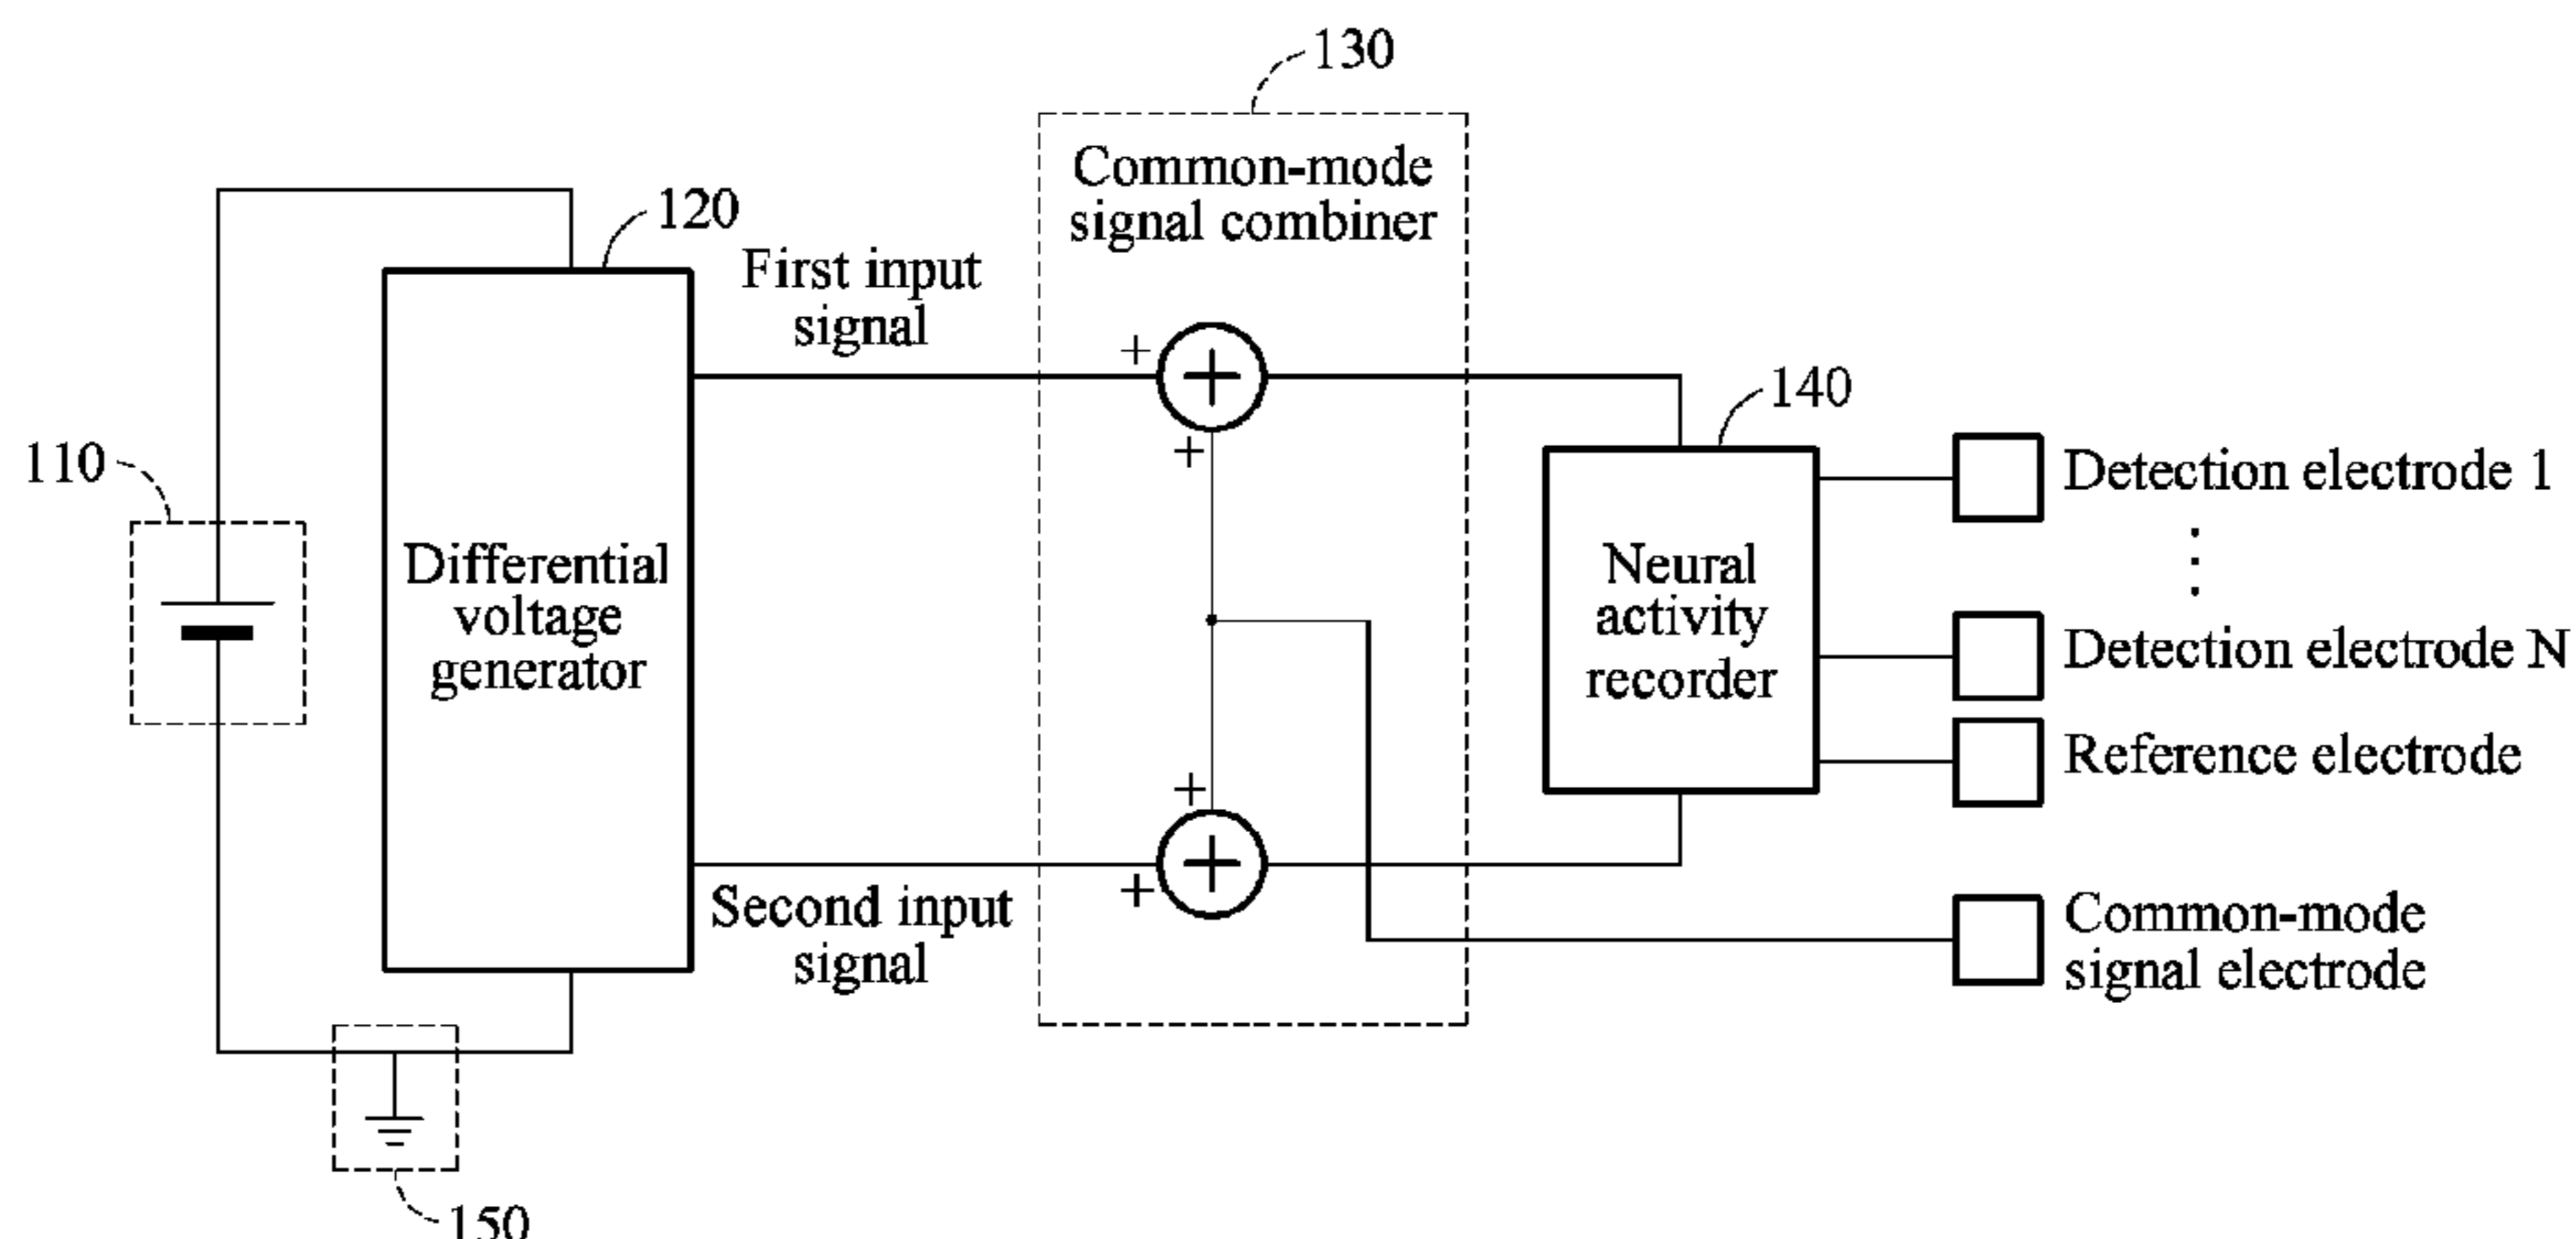 130
Common-mode
signal combiner
120
First input
signal
+
+
+
140
110
Detection electrode 1
Differential
voltage
generator
Neural
activity
recorder
Detection electrode N
Reference electrode
+
+
+
Second input
signal
Common-mode
signal electrode
150